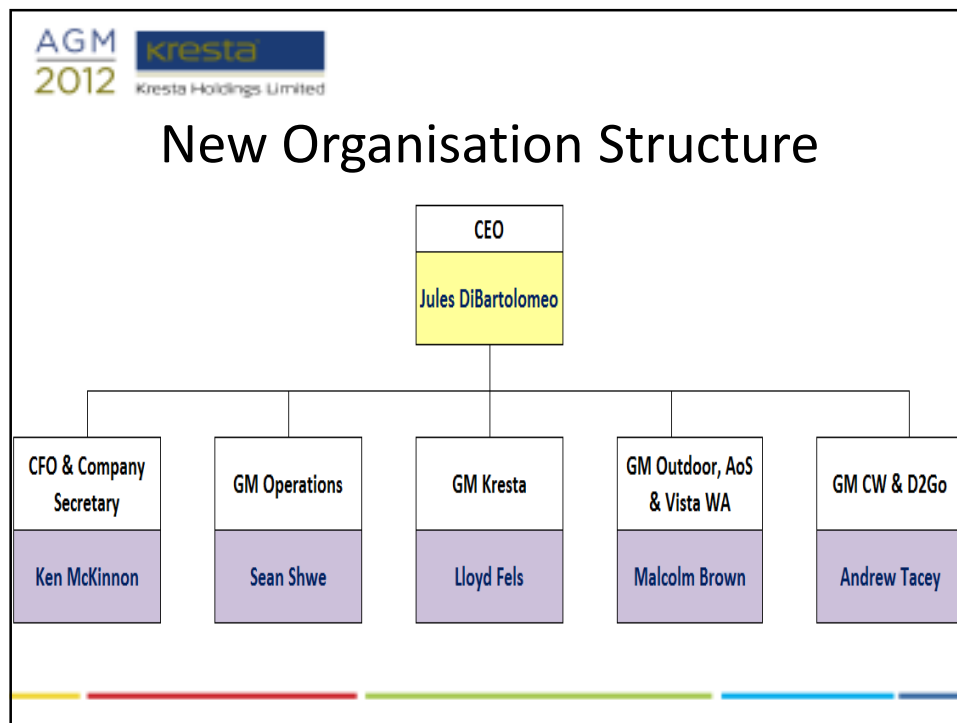 AGM
2012
Kresta
Kresta Holdings Limited
New Organisation Structure
CEO
Jules DiBartolomeo
CFO & Company
Secretary
Ken McKinnon
GM Operations
Sean Shwe
GM Kresta
Lloyd Fels
GM Outdoor, AoS
& Vista WA
Malcolm Brown
GM CW & D2Go
Andrew Tacey